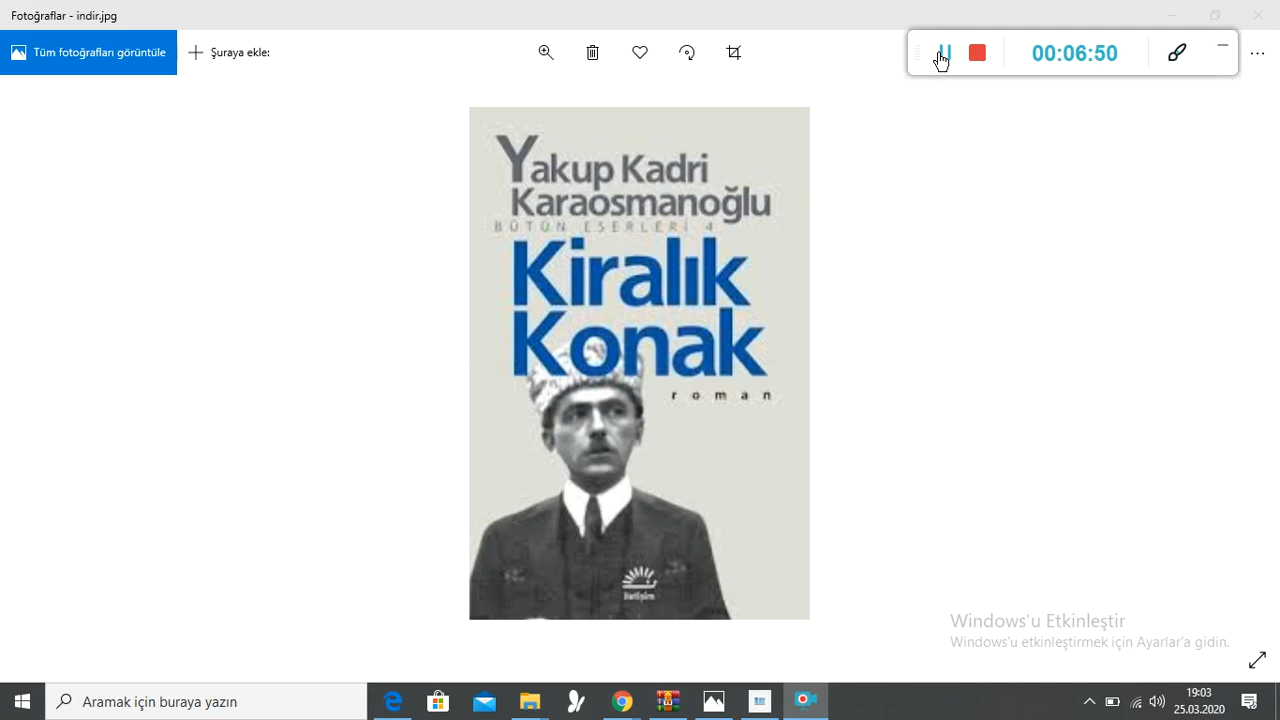 Fotoğraflar - indir.jpg
Tüm fotoğrafları görüntüle
Şuraya ekle:
00:06:50
Yakup Kadri
Karaosmanoğlu
BÜTÜN ESERLERİ 4
Kiralık
Konak
roman
iletişim
Windows'u Etkinleştir
Windows'u etkinleştirmek için Ayarlar'a gidin.
Aramak için buraya yazın
19:03
25.03.2020